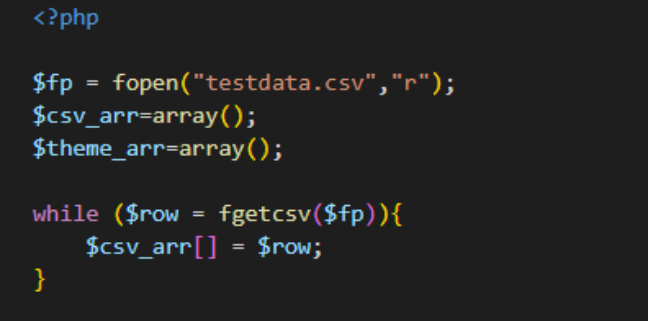 <?php
$fp = fopen("testdata.csv","r");
$csv_arr=array();
$theme_arr=array();
while ($row = fgetcsv($fp)){
    $csv_arr[] = $row;
}